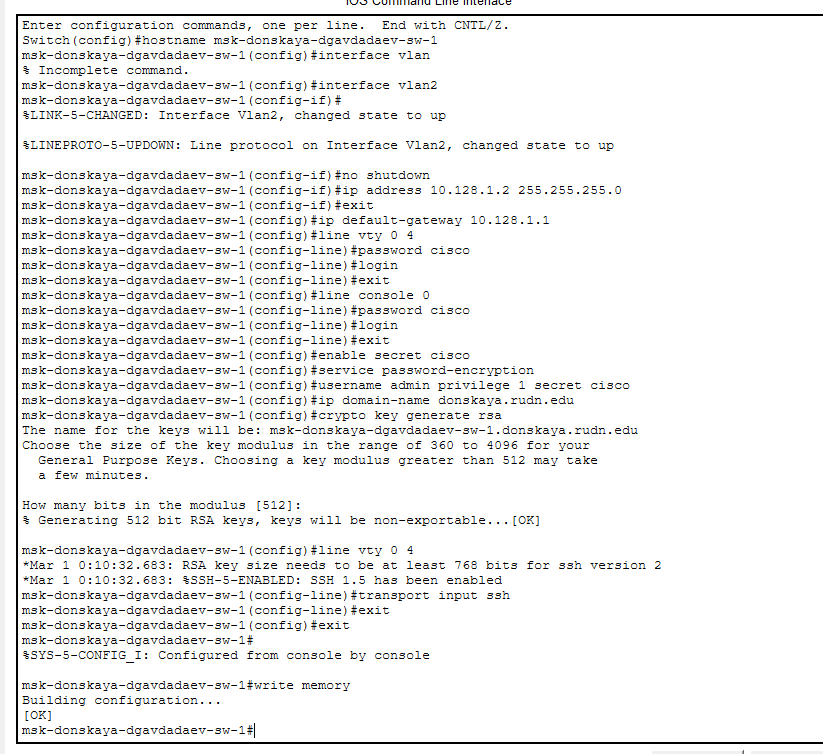 IOS Command Line Interface
Enter configuration commands, one per line.  End with CNTL/Z.
Switch(config)#hostname msk-donskaya-dgavdadaev-sw-1
msk-donskaya-dgavdadaev-sw-1(config)#interface vlan
% Incomplete command.
msk-donskaya-dgavdadaev-sw-1(config)#interface vlan2
msk-donskaya-dgavdadaev-sw-1(config-if)#
%LINK-5-CHANGED: Interface Vlan2, changed state to up
%LINEPROTO-5-UPDOWN: Line protocol on Interface Vlan2, changed state to up
msk-donskaya-dgavdadaev-sw-1(config-if)#no shutdown
msk-donskaya-dgavdadaev-sw-1(config-if)#ip address 10.128.1.2 255.255.255.0
msk-donskaya-dgavdadaev-sw-1(config-if)#exit
msk-donskaya-dgavdadaev-sw-1(config)#ip default-gateway 10.128.1.1
msk-donskaya-dgavdadaev-sw-1(config)#line vty 0 4
msk-donskaya-dgavdadaev-sw-1(config-line)#password cisco
msk-donskaya-dgavdadaev-sw-1(config-line)#login
msk-donskaya-dgavdadaev-sw-1(config-line)#exit
msk-donskaya-dgavdadaev-sw-1(config)#line console 0
msk-donskaya-dgavdadaev-sw-1(config-line)#password cisco
msk-donskaya-dgavdadaev-sw-1(config-line)#login
msk-donskaya-dgavdadaev-sw-1(config-line)#exit
msk-donskaya-dgavdadaev-sw-1(config)#enable secret cisco
msk-donskaya-dgavdadaev-sw-1(config)#service password-encryption
msk-donskaya-dgavdadaev-sw-1(config)#username admin privilege 1 secret cisco
msk-donskaya-dgavdadaev-sw-1(config)#ip domain-name donskaya.rudn.edu
msk-donskaya-dgavdadaev-sw-1(config)#crypto key generate rsa
The name for the keys will be: msk-donskaya-dgavdadaev-sw-1.donskaya.rudn.edu
Choose the size of the key modulus in the range of 360 to 4096 for your
  General Purpose Keys. Choosing a key modulus greater than 512 may take
  a few minutes.
How many bits in the modulus [512]:
% Generating 512 bit RSA keys, keys will be non-exportable...[OK]
msk-donskaya-dgavdadaev-sw-1(config)#line vty 0 4
*Mar 1 0:10:32.683: RSA key size needs to be at least 768 bits for ssh version 2
*Mar 1 0:10:32.683: %SSH-5-ENABLED: SSH 1.5 has been enabled
msk-donskaya-dgavdadaev-sw-1(config-line)#transport input ssh
msk-donskaya-dgavdadaev-sw-1(config-line)#exit
msk-donskaya-dgavdadaev-sw-1(config)#exit
msk-donskaya-dgavdadaev-sw-1#
%SYS-5-CONFIG_I: Configured from console by console
msk-donskaya-dgavdadaev-sw-1#write memory
Building configuration...
[OK]
msk-donskaya-dgavdadaev-sw-1#